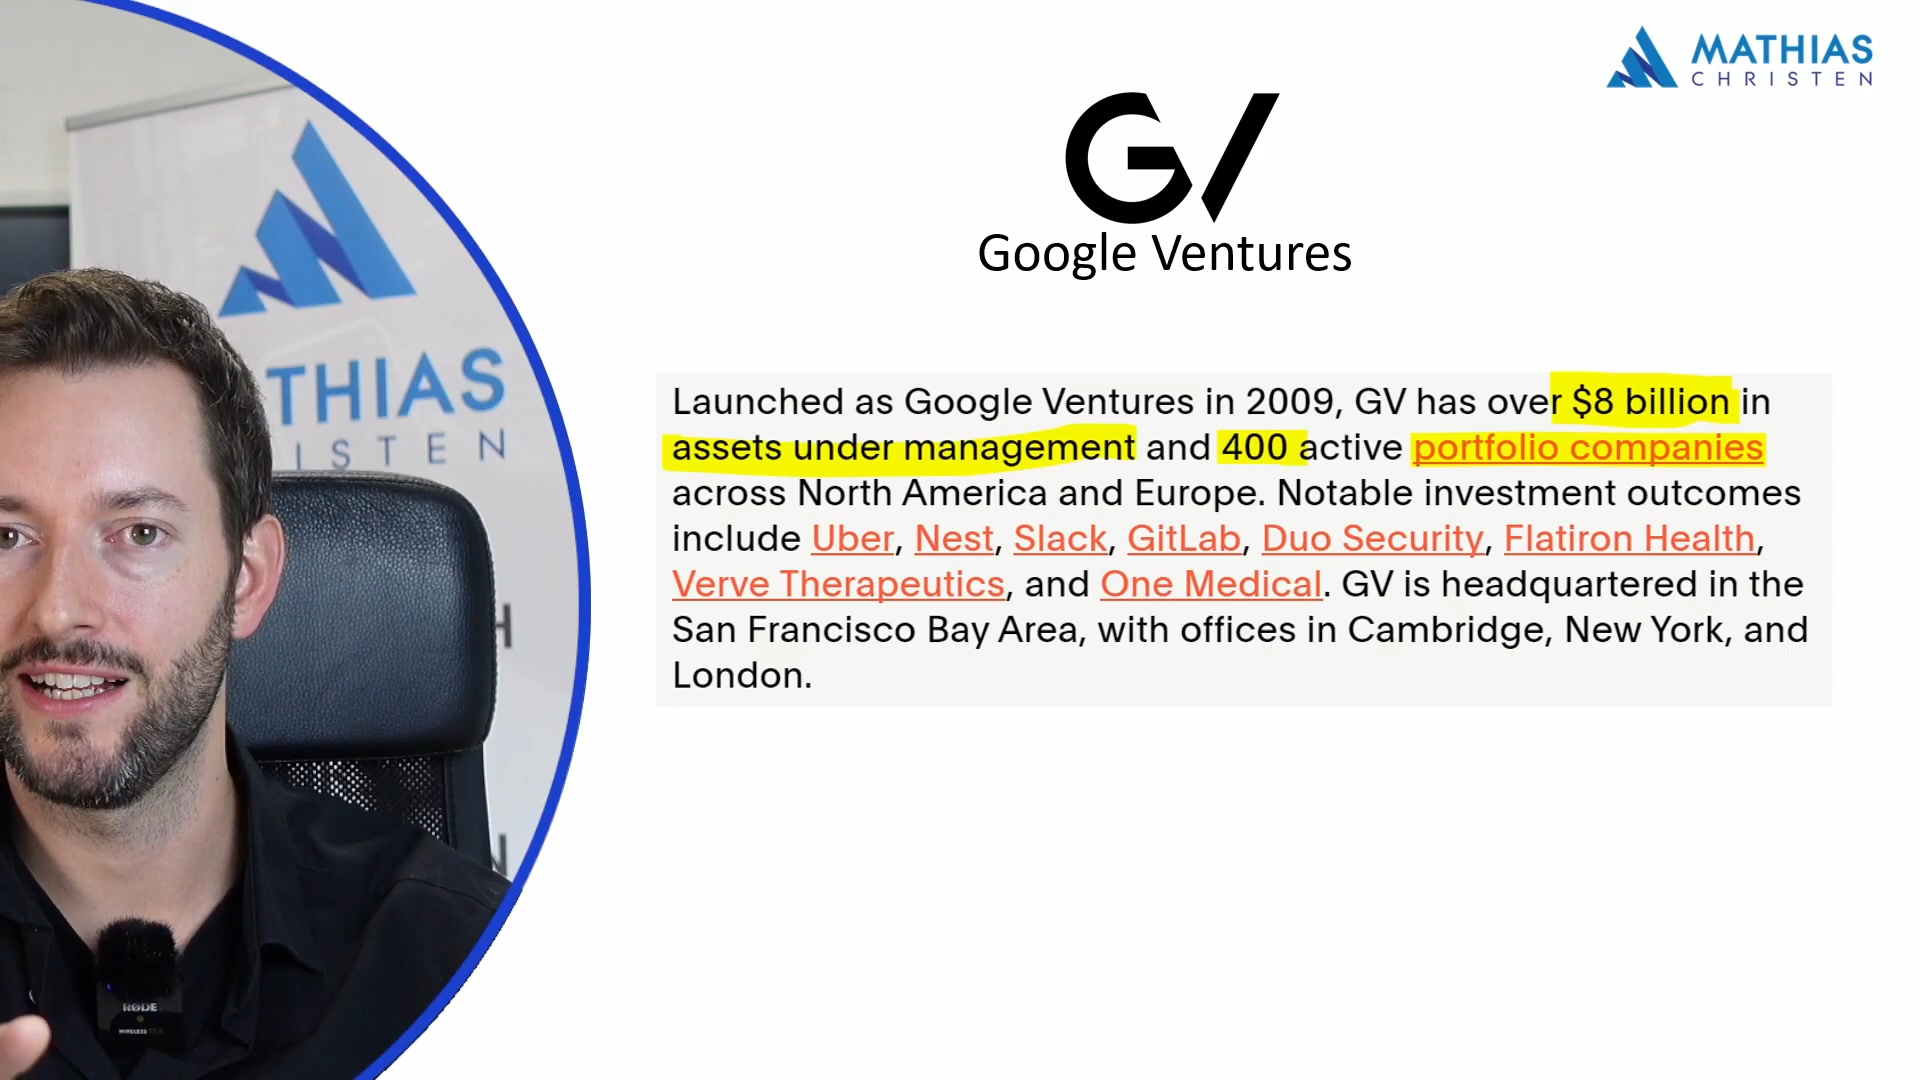 MATHIAS
CHRISTEN
GV
Google Ventures
THIAS
ISTEN
H
N
RØDE
WIRELESS
Launched as Google Ventures in 2009, GV has over $8 billion in
assets under management and 400 active portfolio companies
across North America and Europe. Notable investment outcomes
include Uber, Nest, Slack, GitLab, Duo Security, Flatiron Health,
Verve Therapeutics, and One Medical. GV is headquartered in the
San Francisco Bay Area, with offices in Cambridge, New York, and
London.